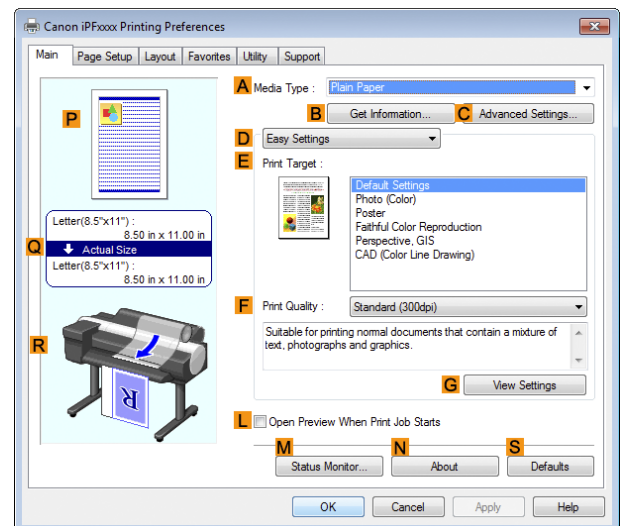 Canon iPFxxxx Printing Preferences
Main Page Setup Layout Favorites Utility Support
P
Letter(8.5"x11") :
8.50 in x 11.00 in
Q Actual Size
Letter(8.5"x11") :
8.50 in x 11.00 in
R
R
A Media Type : Plain Paper
B Get Information... C Advanced Settings...
D Easy Settings
E Print Target :
Default Settings
Photo (Color)
Poster
Faithful Color Reproduction
Perspective, GIS
CAD (Color Line Drawing)
F Print Quality : Standard (300dpi)
Suitable for printing normal documents that contain a mixture of
text, photographs and graphics.
G View Settings
L Open Preview When Print Job Starts
M N S
Status Monitor... About Defaults
OK Cancel Apply Help